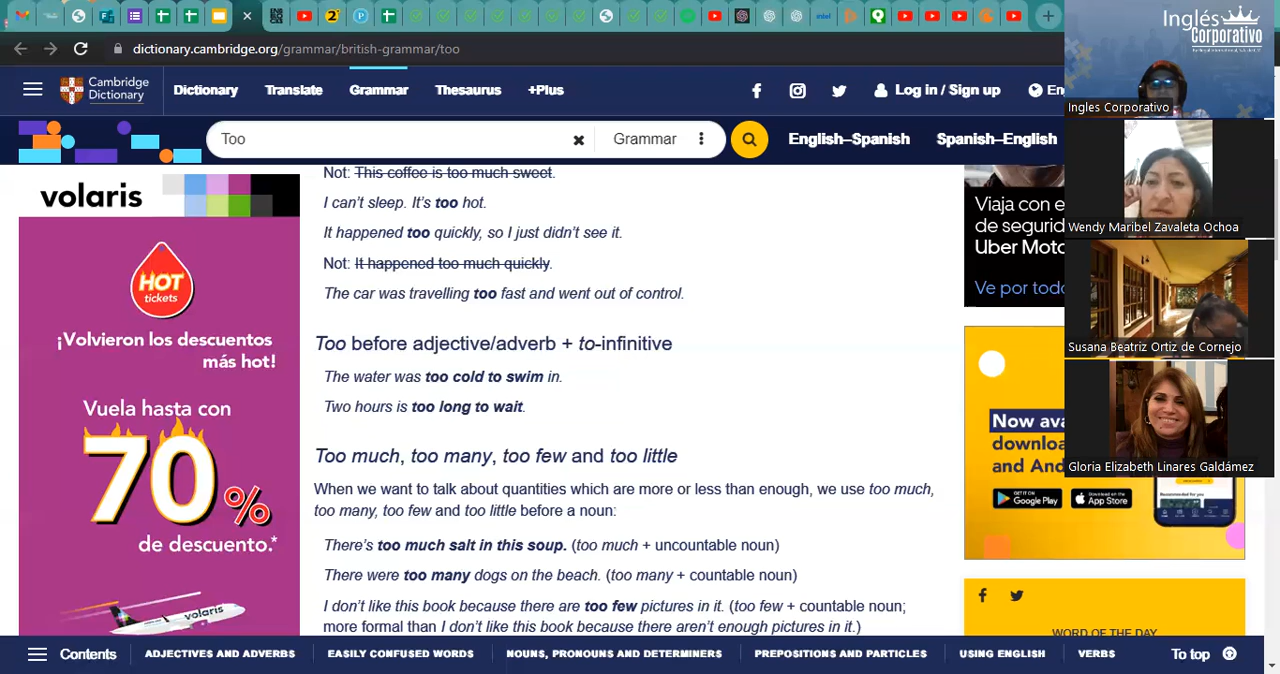 dictionary.cambridge.org/grammar/british-grammar/too
Inglés
Corporativo
Ingles Corporativo
Cambridge
Dictionary
Dictionary
Translate
Grammar
Thesaurus
+Plus
Log in / Sign up
En
Too
Grammar
English–Spanish
Spanish–English
Wendy Maribel Zavaleta Ochoa
Susana Beatriz Ortiz de Cornejo
Gloria Elizabeth Linares Galdámez
volaris
HOT
tickets
¡Volvieron los descuentos
más hot!
Vuela hasta con
70%
de descuento.*
volaris
Not: This coffee is too much sweet.
I can't sleep. It's too hot.
It happened too quickly, so I just didn't see it.
Not: It happened too much quickly.
The car was travelling too fast and went out of control.
Too before adjective/adverb + to-infinitive
The water was too cold to swim in.
Two hours is too long to wait.
Too much, too many, too few and too little
When we want to talk about quantities which are more or less than enough, we use too much,
too many, too few and too little before a noun:
There's too much salt in this soup. (too much + uncountable noun)
There were too many dogs on the beach. (too many + countable noun)
I don't like this book because there are too few pictures in it. (too few + countable noun;
more formal than I don't like this book because there aren't enough pictures in it.)
Viaja con e
de segurid
Uber Moto
Ve por todo
Now ava
downloa
and And
GET IT ON
Google Play
Available on the
App Store
WORD OF THE DAY
Contents
ADJECTIVES AND ADVERBS
EASILY CONFUSED WORDS
NOUNS, PRONOUNS AND DETERMINERS
PREPOSITIONS AND PARTICLES
USING ENGLISH
VERBS
To top